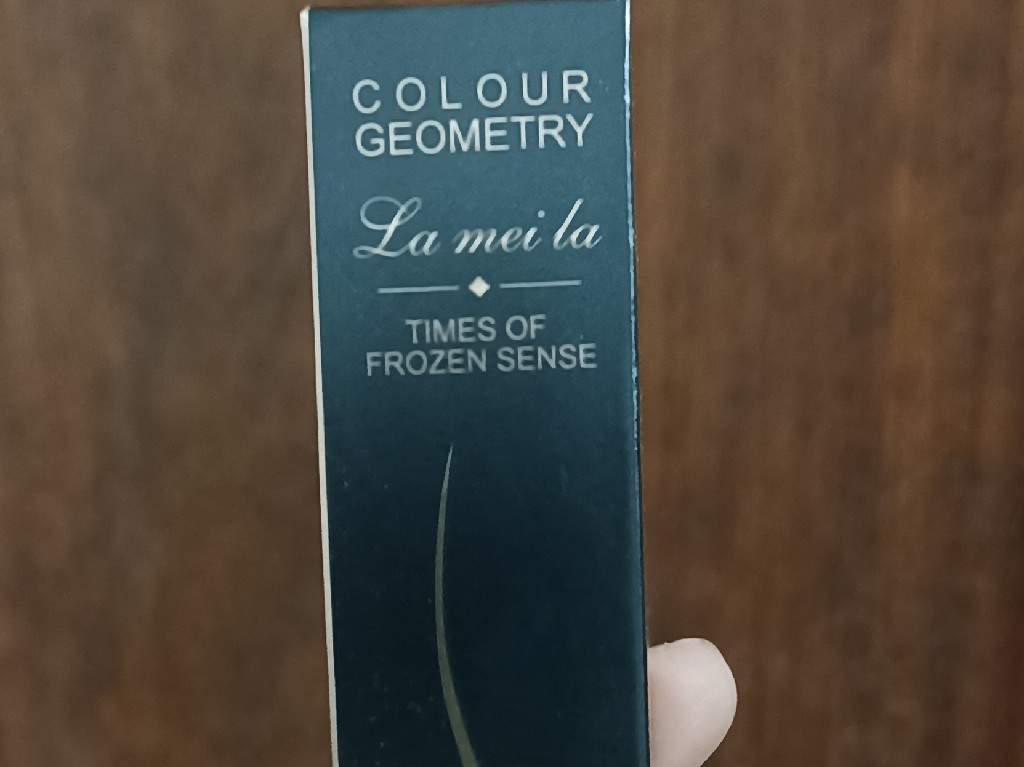 COLOUR
GEOMETRY
La mei la
TIMES OF
FROZEN SENSE